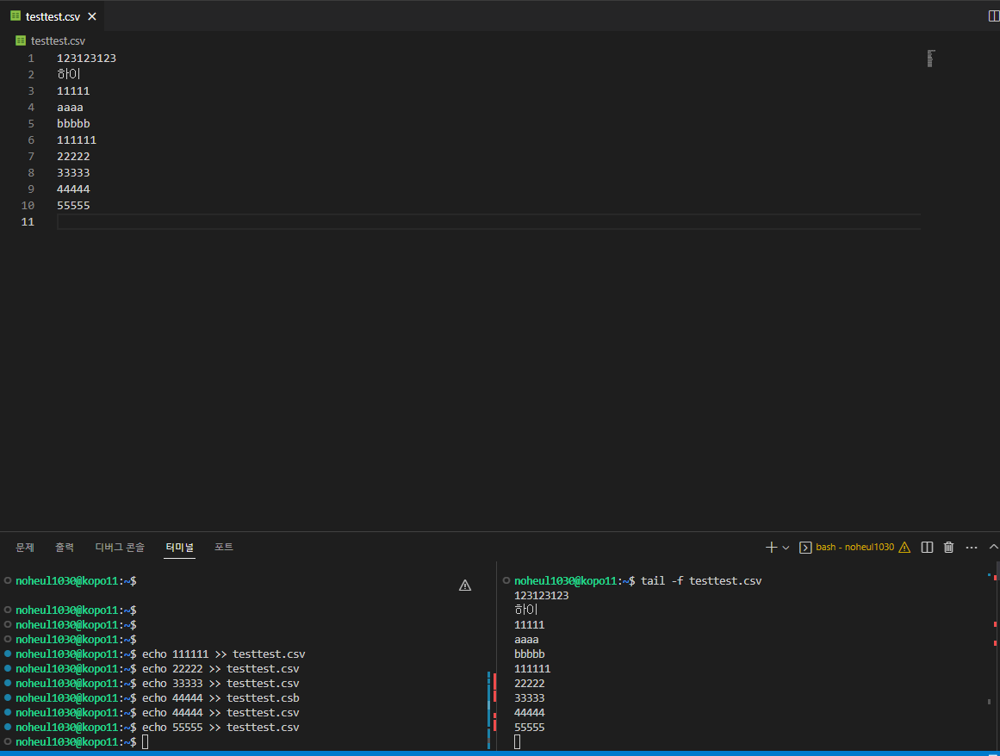 testtest.csv
testtest.csv
1 123123123
2 하이
3 11111
4 aaaa
5 bbbbb
6 111111
7 22222
8 33333
9 44444
10 55555
11
문제 출력 디버그 콘솔 터미널 포트
bash - noheul1030
noheul1030@kopo11:~$
noheul1030@kopo11:~$
noheul1030@kopo11:~$
noheul1030@kopo11:~$
noheul1030@kopo11:~$ echo 111111 >> testtest.csv
noheul1030@kopo11:~$ echo 22222 >> testtest.csv
noheul1030@kopo11:~$ echo 33333 >> testtest.csv
noheul1030@kopo11:~$ echo 44444 >> testtest.csb
noheul1030@kopo11:~$ echo 44444 >> testtest.csv
noheul1030@kopo11:~$ echo 55555 >> testtest.csv
noheul1030@kopo11:~$
noheul1030@kopo11:~$ tail -f testtest.csv
123123123
하이
11111
aaaa
bbbbb
111111
22222
33333
44444
55555